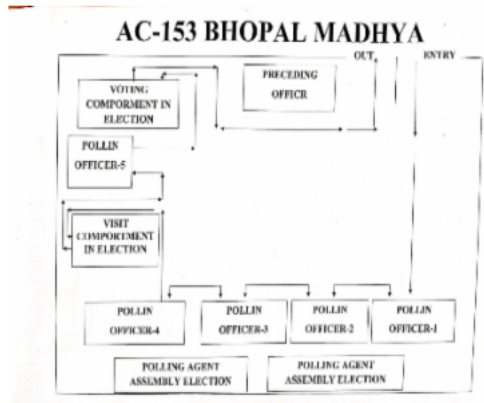 AC-153 BHOPAL MADHYA
OUT
ENTRY
VOTING
COMPORMENT IN
ELECTION
PRECEDING
OFFICR
POLLIN
OFFICER-5
VISIT
COMPORTMENT
IN ELECTION
POLLIN
OFFICER-4
POLLIN
OFFICER-3
POLLIN
OFFICER-2
POLLIN
OFFICER-1
POLLING AGENT
ASSEMBLY ELECTION
POLLING AGENT
ASSEMBLY ELECTION